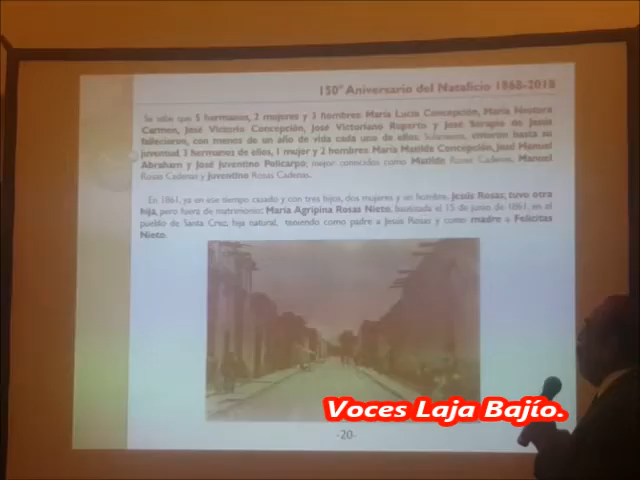 150° Aniversario del Natalicio 1868-2018
Se sabe que 5 hermanos, 2 mujeres y 3 hombres: María Lucía Concepción, María Nestora
Carmen, José Victorio Concepción, José Victoriano Ruperto y José Serapio de Jesús
fallecieron, con menos de un año de vida cada uno de ellos. Solamente, vivieron hasta su
juventud 3 hermanos de ellos, 1 mujer y 2 hombres: María Matilde Concepción, José Manuel
Abraham y José Juventino Policarpo; mejor conocidos como Matilde Rosas Cadenas, Manuel
Rosas Cadenas y Juventino Rosas Cadenas.
En 1861, ya en ese tiempo casado y con tres hijos, dos mujeres y un hombre, Jesús Rosas; tuvo otra
hija, pero fuera de matrimonio: María Agripina Rosas Nieto, bautizada el 15 de junio de 1861, en el
pueblo de Santa Cruz, hija natural, teniendo como padre a Jesús Rosas y como madre a Felicitas
Nieto.
Voces Laja Bajío.
-20-